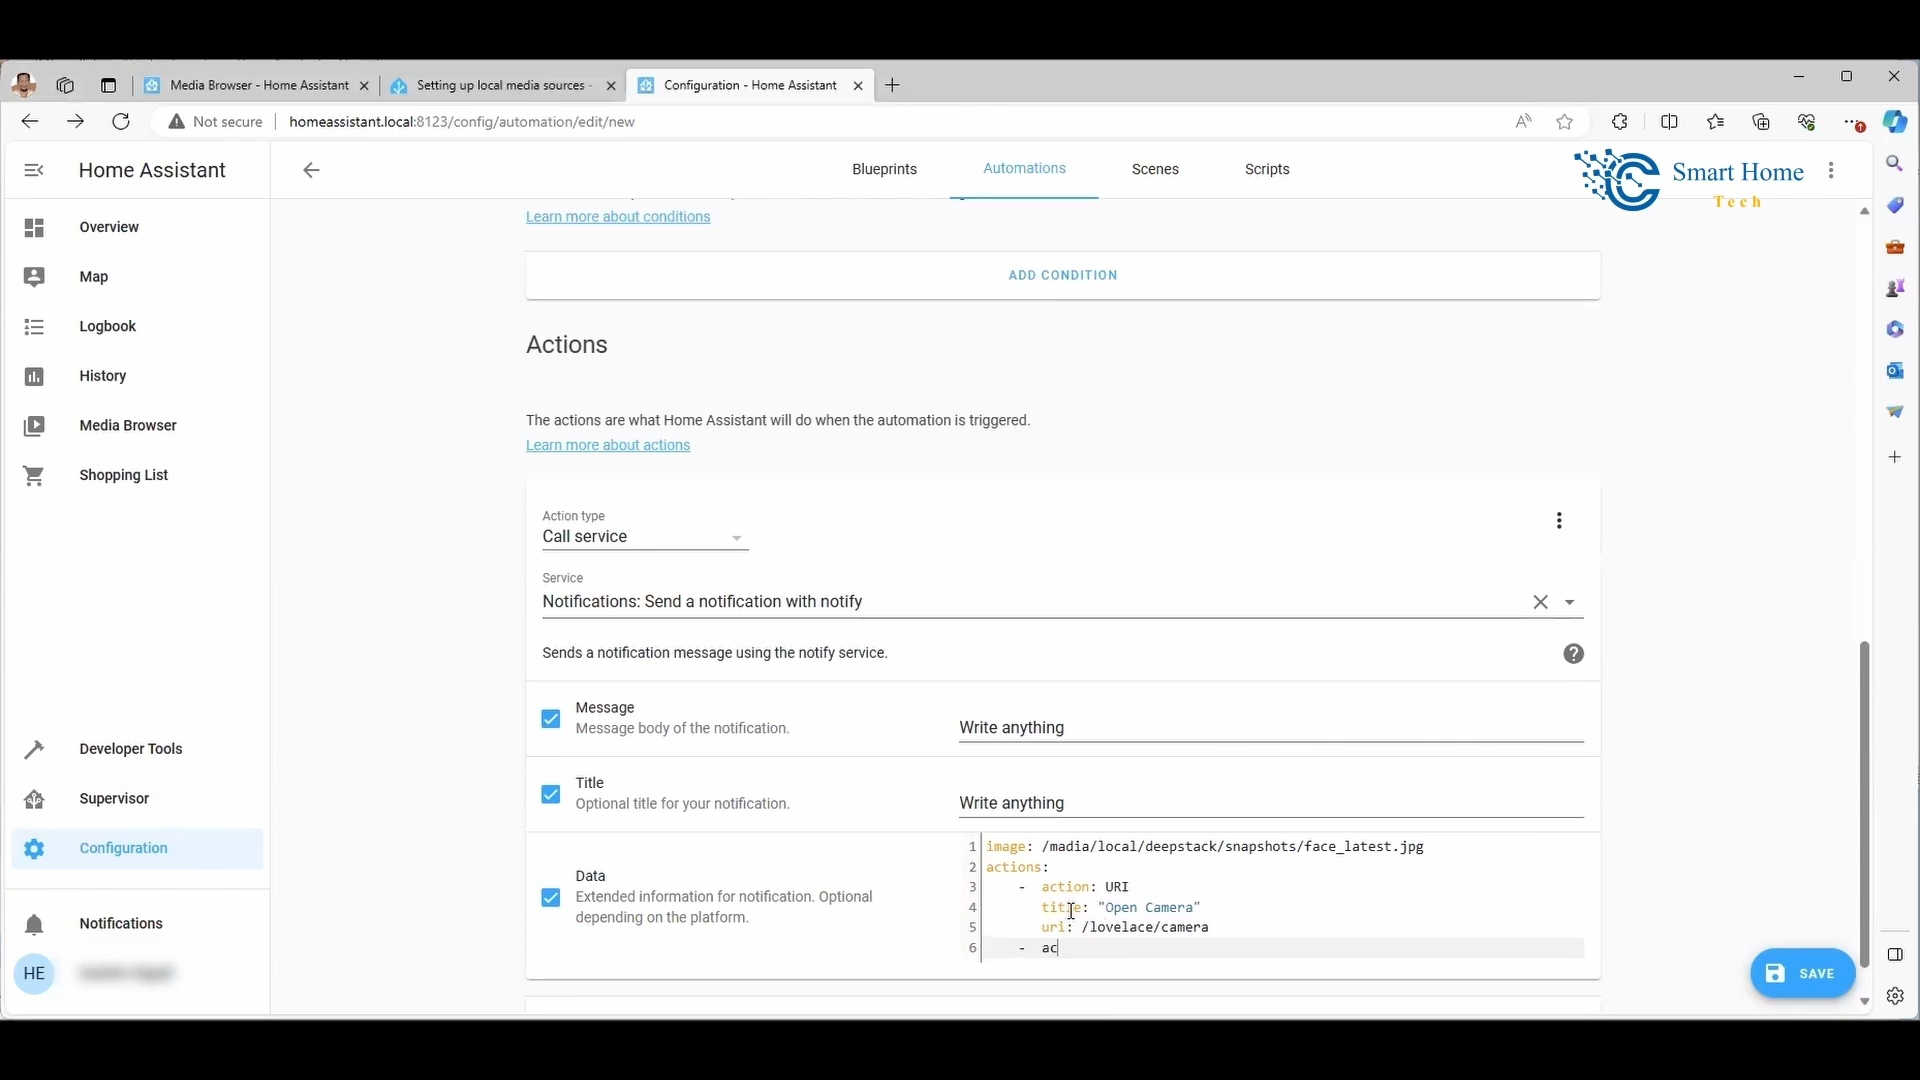 Media Browser - Home Assistant
Setting up local media sources -
Configuration - Home Assistant
Not secure
homeassistant.local:8123/config/automation/edit/new
Home Assistant
Blueprints
Automations
Scenes
Scripts
Smart Home
Tech
Overview
Map
Logbook
History
Media Browser
Shopping List
Developer Tools
Supervisor
Configuration
Notifications
HE
Learn more about conditions
ADD CONDITION
Actions
The actions are what Home Assistant will do when the automation is triggered.
Learn more about actions
Action type
Call service
Service
Notifications: Send a notification with notify
Sends a notification message using the notify service.
Message
Message body of the notification.
Write anything
Title
Optional title for your notification.
Write anything
Data
Extended information for notification. Optional
depending on the platform.
1 image: /madia/local/deepstack/snapshots/face_latest.jpg
2 actions:
3 - action: URI
4 title: "Open Camera"
5 uri: /lovelace/camera
6 - ac
SAVE